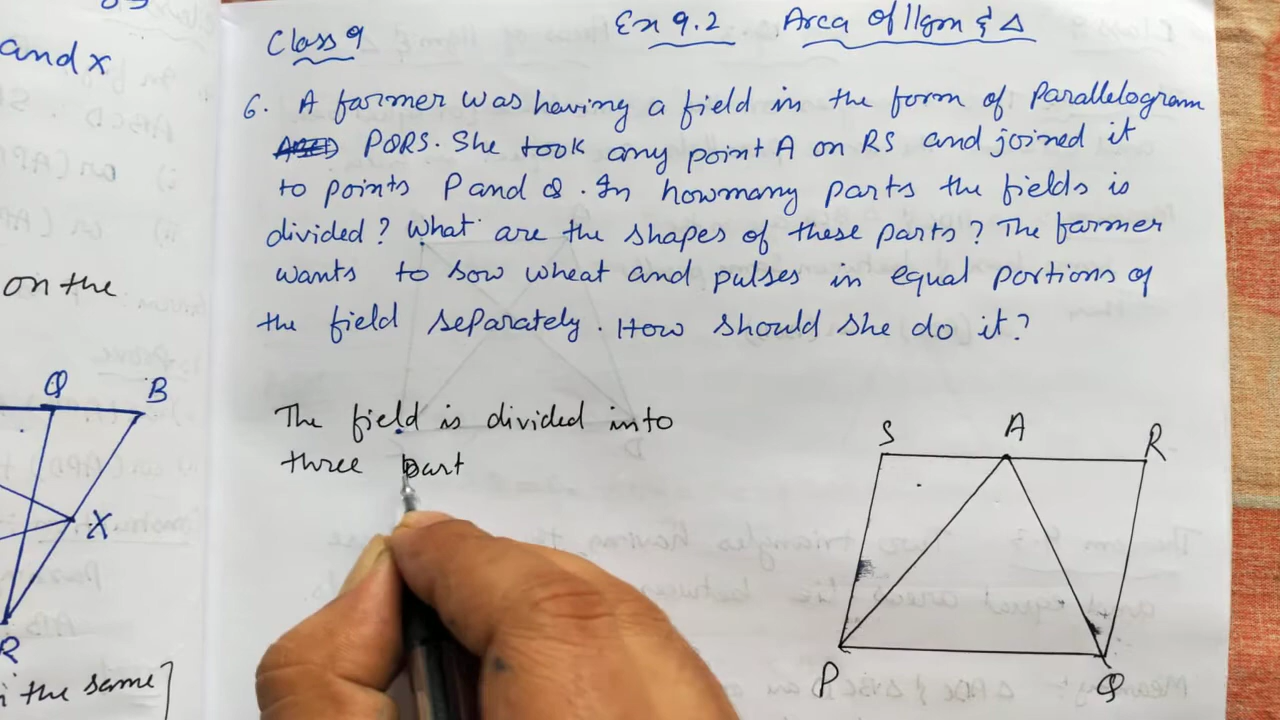 and x
on the
Q B
X
R
the same]
Class 9
Ex 9.2 Area of llgm & Δ
6. A farmer was having a field in the form of parallelogram
PQRS. She took any point A on RS and joined it
to points P and Q. In howmany parts the fields is
divided? What are the shapes of these parts? The farmer
wants to sow wheat and pulses in equal portions of
the field separately. How should she do it?
The field is divided into
three part
S A R
P Q